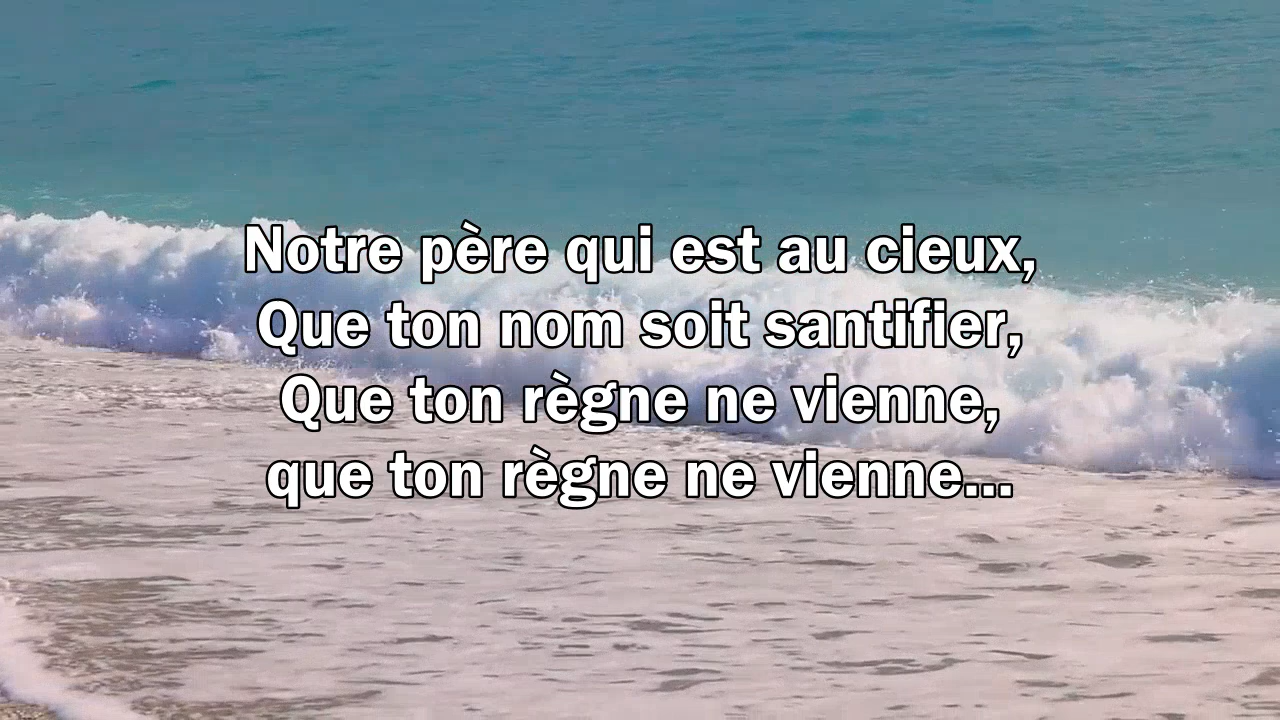 Notre père qui est au cieux,
Que ton nom soit santifier,
Que ton règne ne vienne,
que ton règne ne vienne...